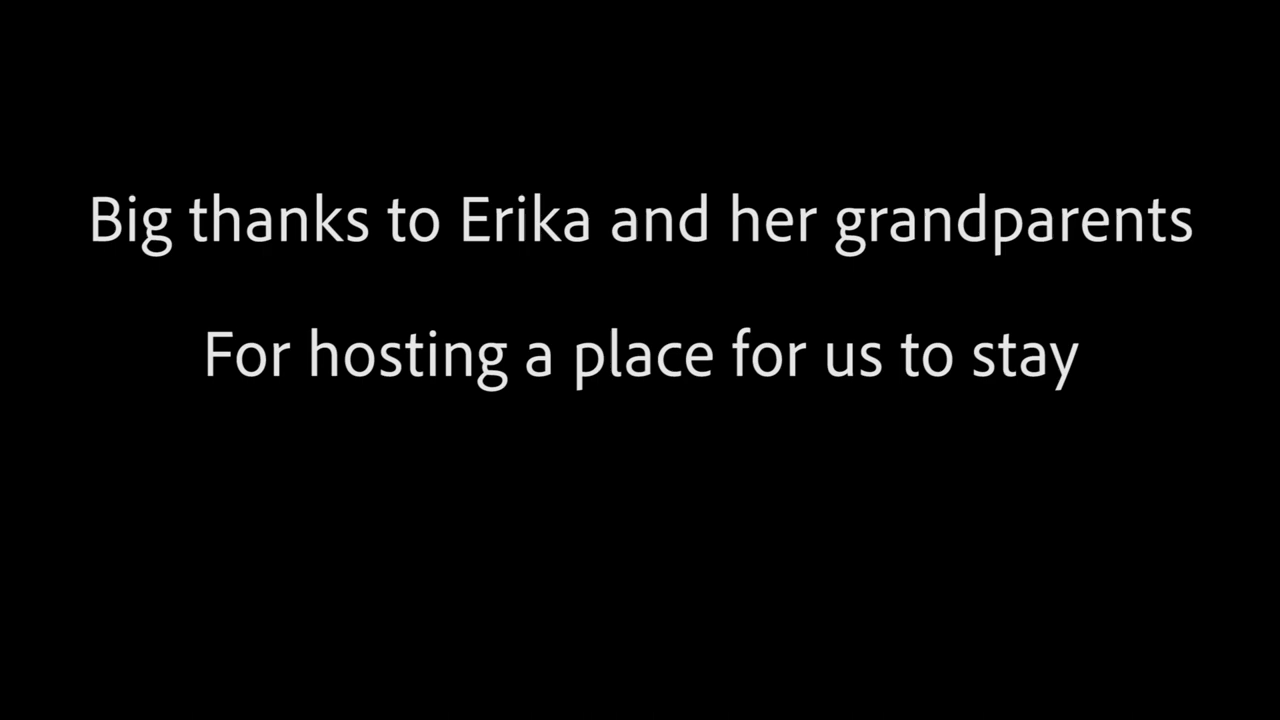 Big thanks to Erika and her grandparents
For hosting a place for us to stay